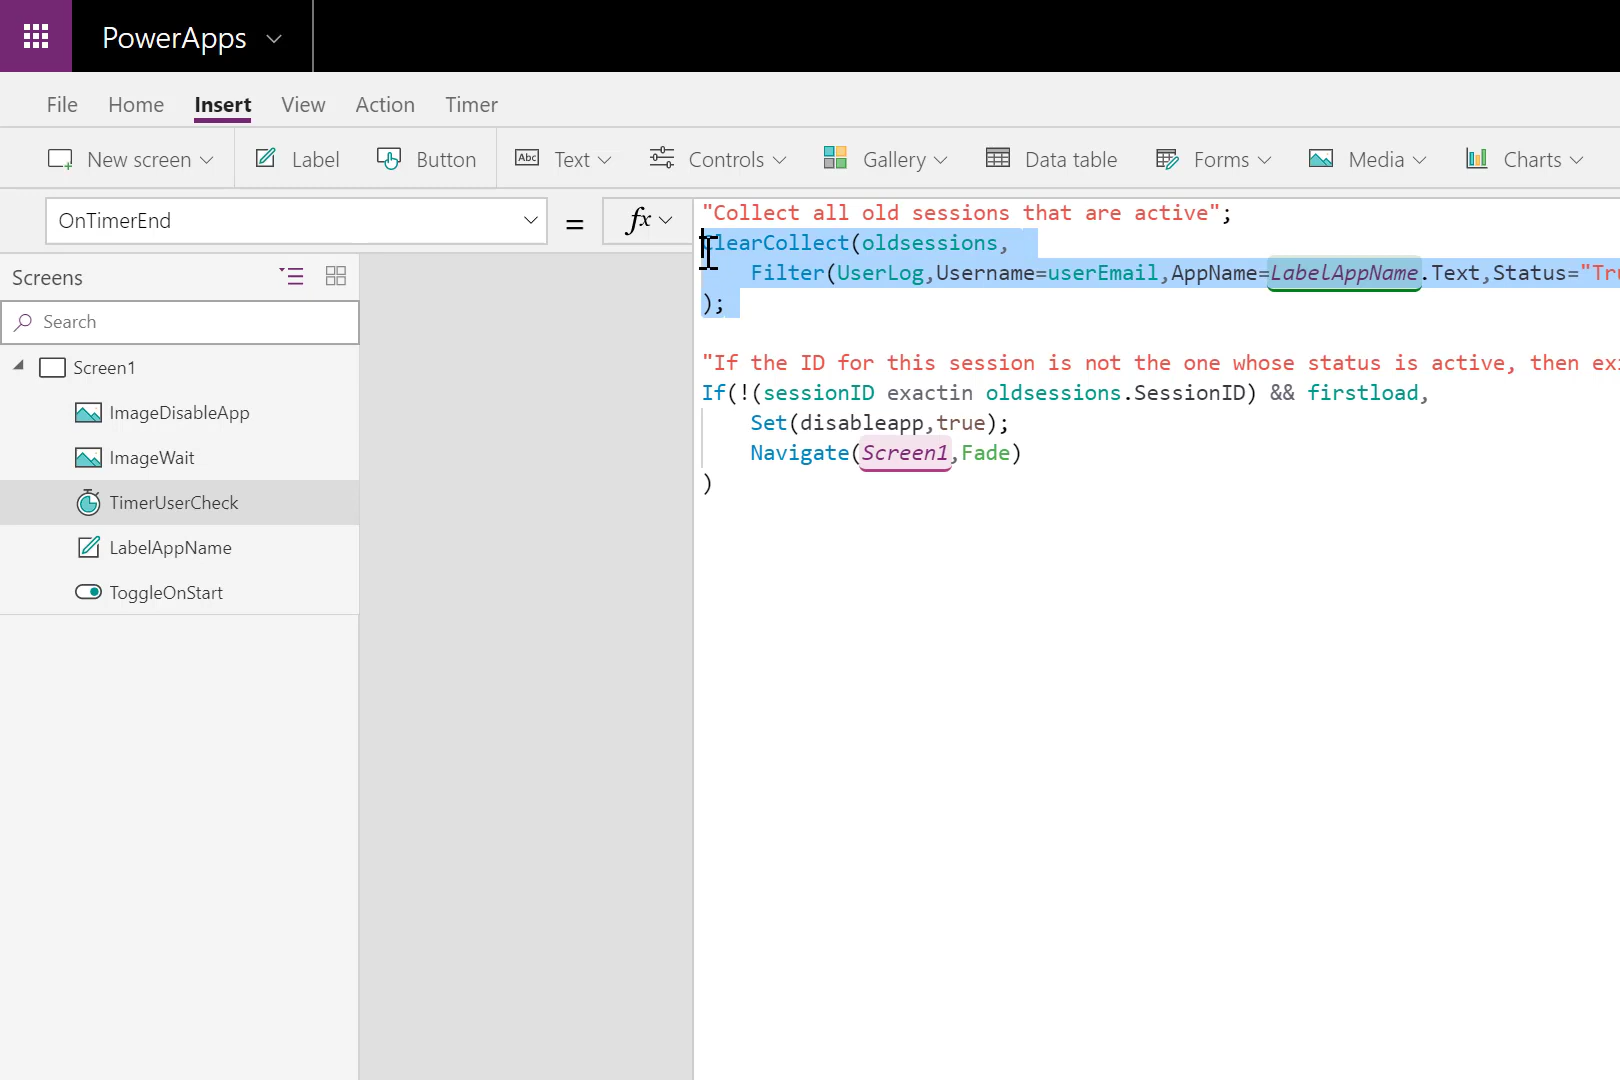 PowerApps
File Home Insert View Action Timer
New screen Label Button Text Controls Gallery Data table Forms Media Charts
OnTimerEnd = fx
"Collect all old sessions that are active";
ClearCollect(oldsessions,
Filter(UserLog,Username=userEmail,AppName=LabelAppName.Text,Status="Tru
);
"If the ID for this session is not the one whose status is active, then exi
If(!(sessionID exactin oldsessions.SessionID) && firstload,
Set(disableapp,true);
Navigate(Screen1,Fade)
)
Screens
Search
Screen1
ImageDisableApp
ImageWait
TimerUserCheck
LabelAppName
ToggleOnStart